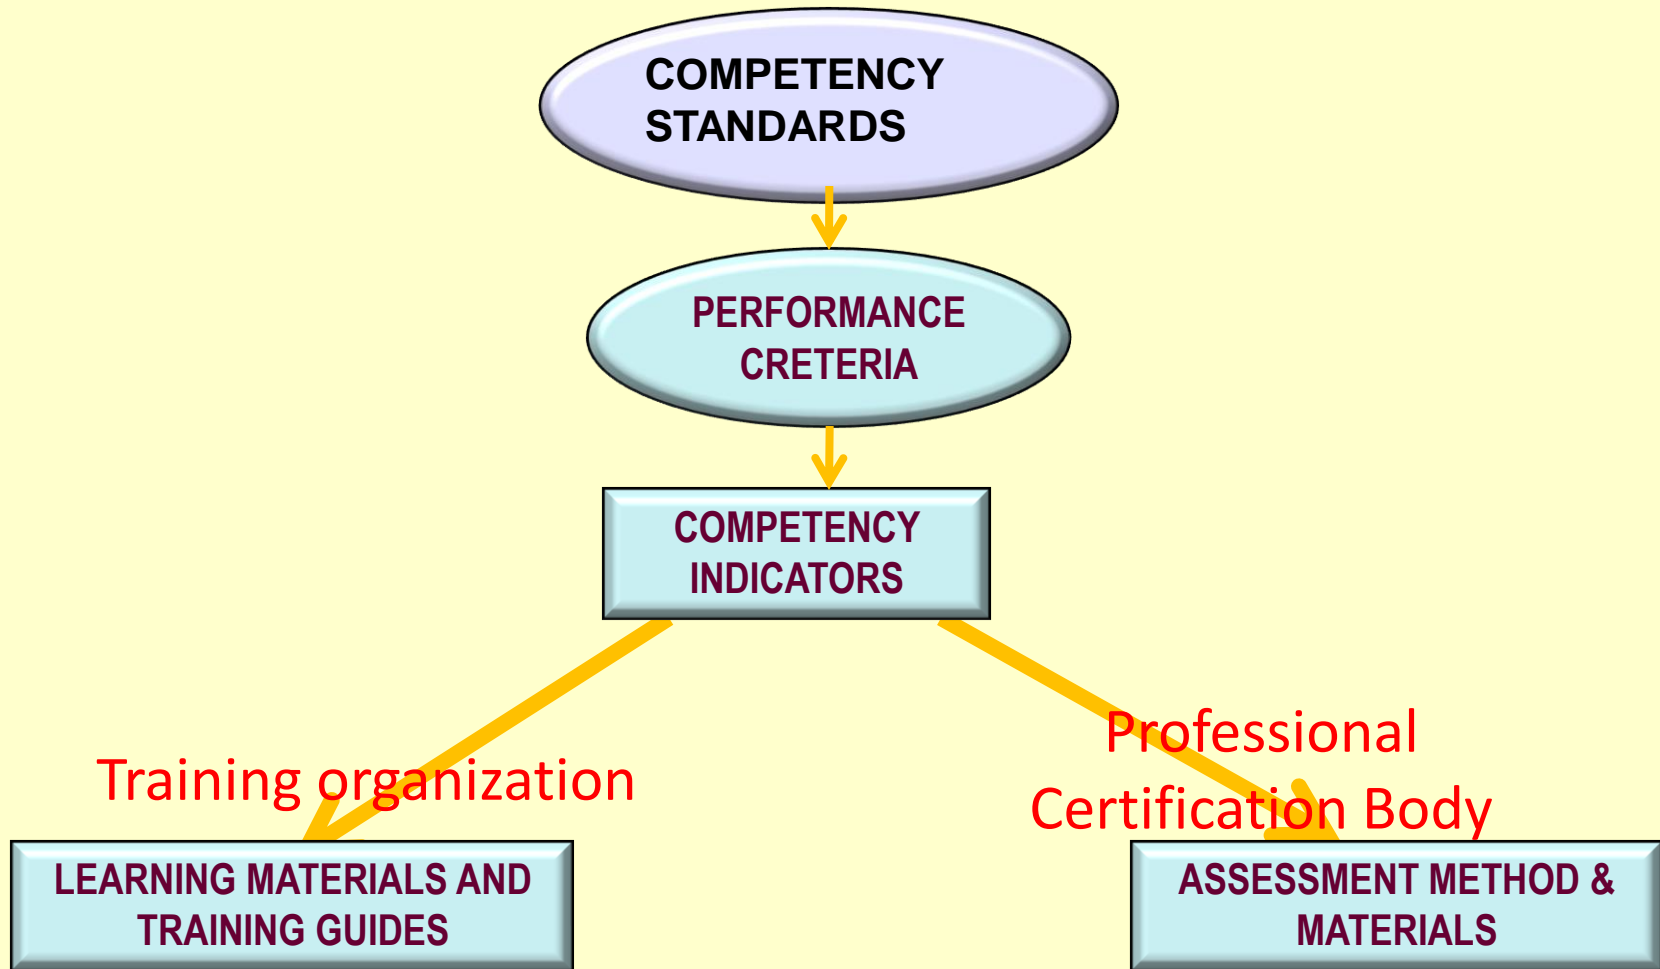 COMPETENCY
STANDARDS
PERFORMANCE
CRETERIA
COMPETENCY
INDICATORS
Training organization
Professional
Certification Body
LEARNING MATERIALS AND
TRAINING GUIDES
ASSESSMENT METHOD &
MATERIALS